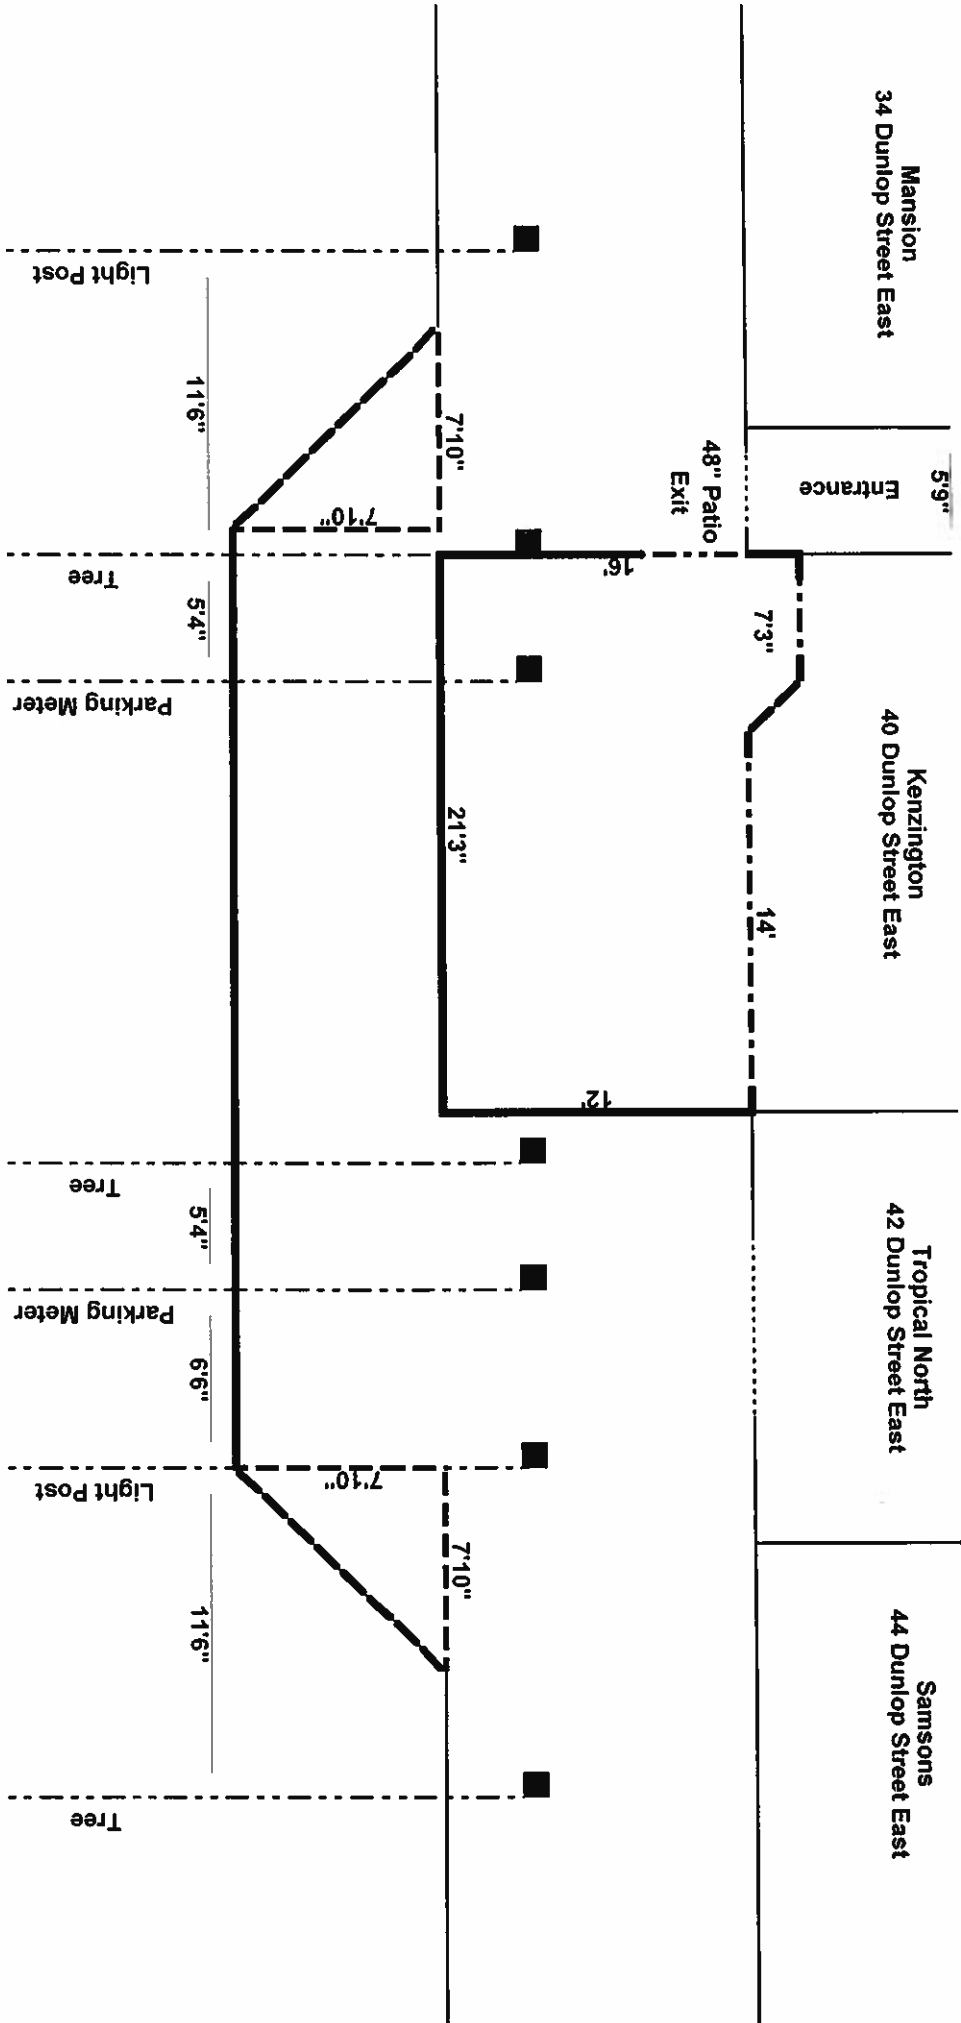 Mansion
34 Dunlop Street East
5'9"
Entrance
Kenzington
40 Dunlop Street East
Tropical North
42 Dunlop Street East
Samsons
44 Dunlop Street East
48" Patio
Exit
7'3"
14'
16'
12'
21'3"
7'10"
7'10"
7'10"
7'10"
11'6"
5'4"
5'4"
6'6"
11'6"
Light Post
Tree
Parking Meter
Tree
Parking Meter
Light Post
Tree